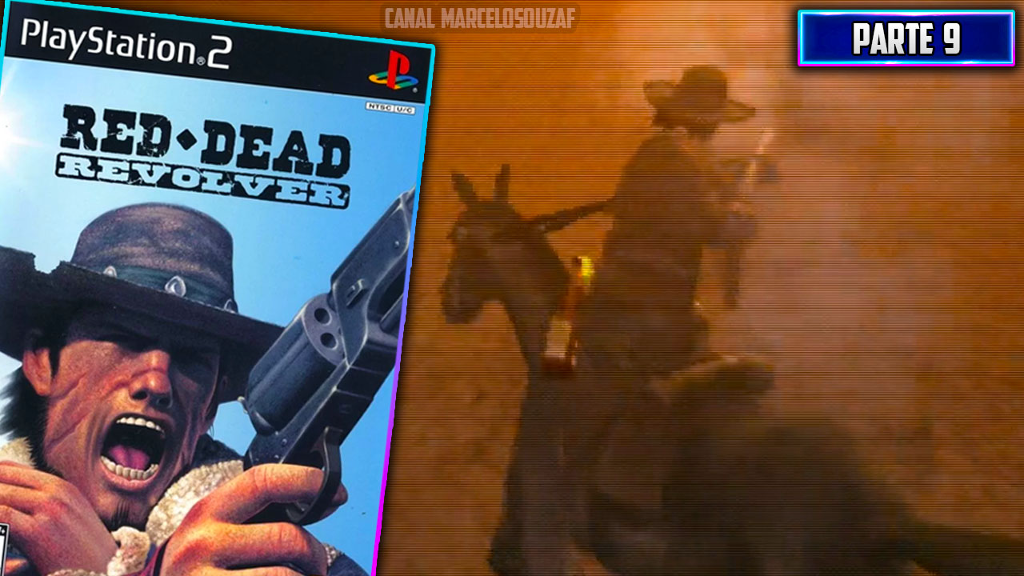 CANAL MARCELOSOUZAF
PARTE 9
PlayStation®2
NTSC U/C
RED◆DEAD
REVOLVER